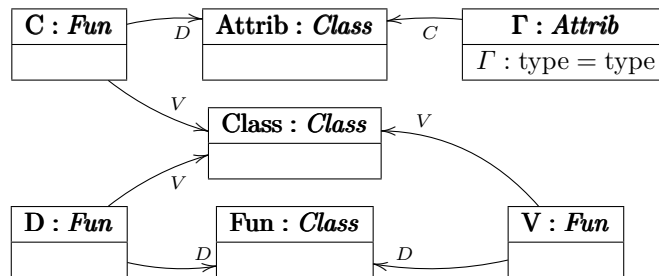 C : Fun
D
Attrib : Class
C
Γ : Attrib
Γ : type = type
V
Class : Class
V
V
D : Fun
D
Fun : Class
D
V : Fun